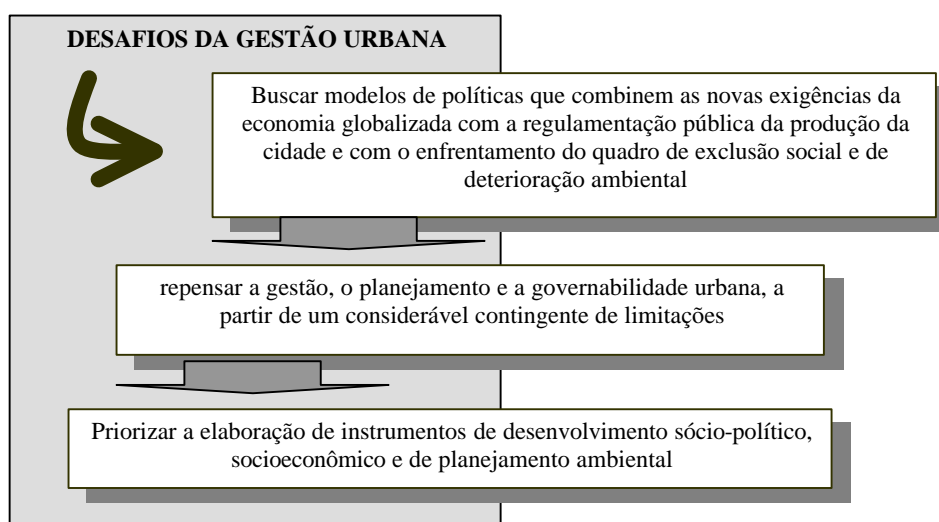 DESAFIOS DA GESTÃO URBANA
Buscar modelos de políticas que combinem as novas exigências da
economia globalizada com a regulamentação pública da produção da
cidade e com o enfrentamento do quadro de exclusão social e de
deterioração ambiental
repensar a gestão, o planejamento e a governabilidade urbana, a
partir de um considerável contingente de limitações
Priorizar a elaboração de instrumentos de desenvolvimento sócio-político,
socioeconômico e de planejamento ambiental